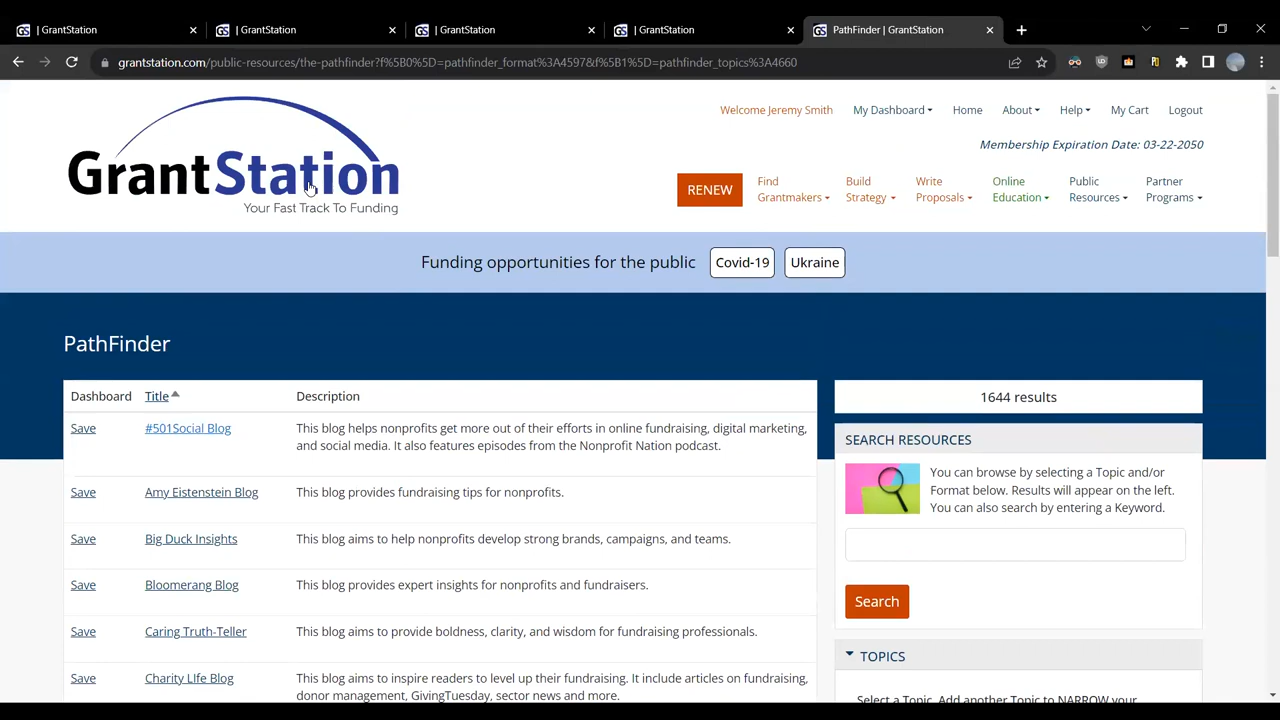 | GrantStation
| GrantStation
| GrantStation
| GrantStation
PathFinder | GrantStation
grantstation.com/public-resources/the-pathfinder?f%5B0%5D=pathfinder_format%3A4597&f%5B1%5D=pathfinder_topics%3A4660
Welcome Jeremy Smith
My Dashboard
Home
About
Help
My Cart
Logout
Membership Expiration Date: 03-22-2050
GrantStation
Your Fast Track To Funding
RENEW
Find
Grantmakers
Build
Strategy
Write
Proposals
Online
Education
Public
Resources
Partner
Programs
Funding opportunities for the public
Covid-19
Ukraine
PathFinder
Dashboard Title Description
Save #501Social Blog This blog helps nonprofits get more out of their efforts in online fundraising, digital marketing,
and social media. It also features episodes from the Nonprofit Nation podcast.
Save Amy Eistenstein Blog This blog provides fundraising tips for nonprofits.
Save Big Duck Insights This blog aims to help nonprofits develop strong brands, campaigns, and teams.
Save Bloomerang Blog This blog provides expert insights for nonprofits and fundraisers.
Save Caring Truth-Teller This blog aims to provide boldness, clarity, and wisdom for fundraising professionals.
Save Charity LIfe Blog This blog aims to inspire readers to level up their fundraising. It include articles on fundraising,
donor management, GivingTuesday, sector news and more.
1644 results
SEARCH RESOURCES
You can browse by selecting a Topic and/or
Format below. Results will appear on the left.
You can also search by entering a Keyword.
Search
TOPICS
Select a Topic. Add another Topic to NARROW your